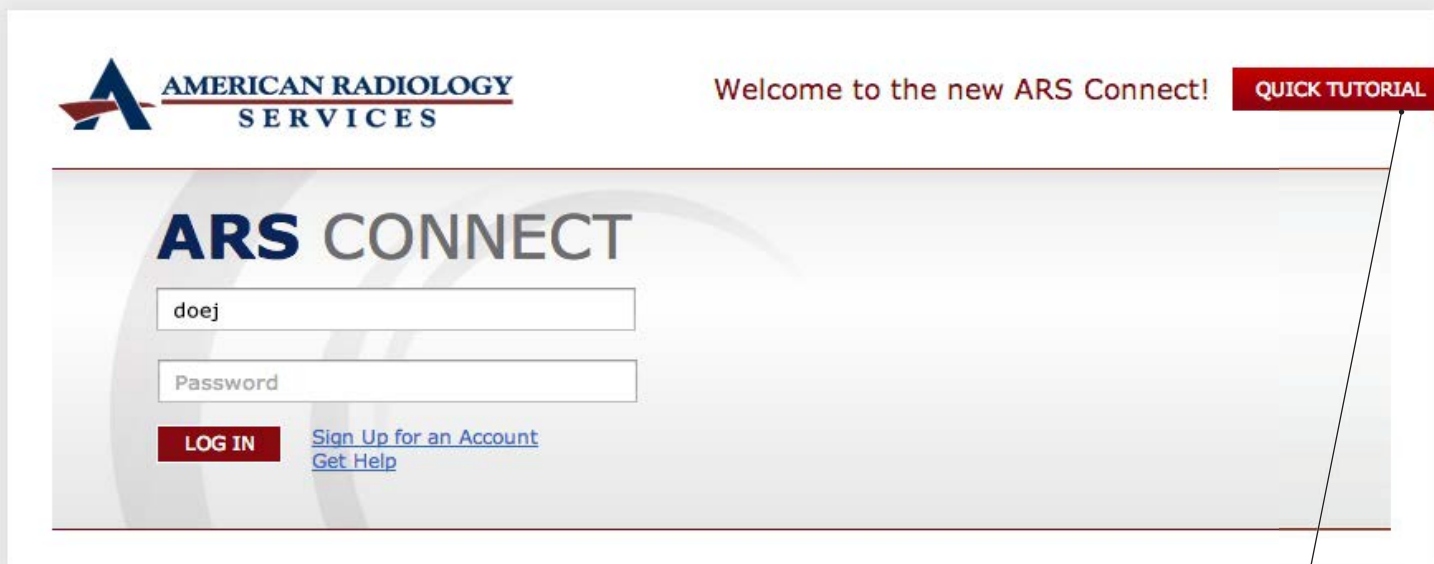 AMERICAN RADIOLOGY
SERVICES
Welcome to the new ARS Connect!
QUICK TUTORIAL
ARS CONNECT
doej
Password
LOG IN
Sign Up for an Account
Get Help